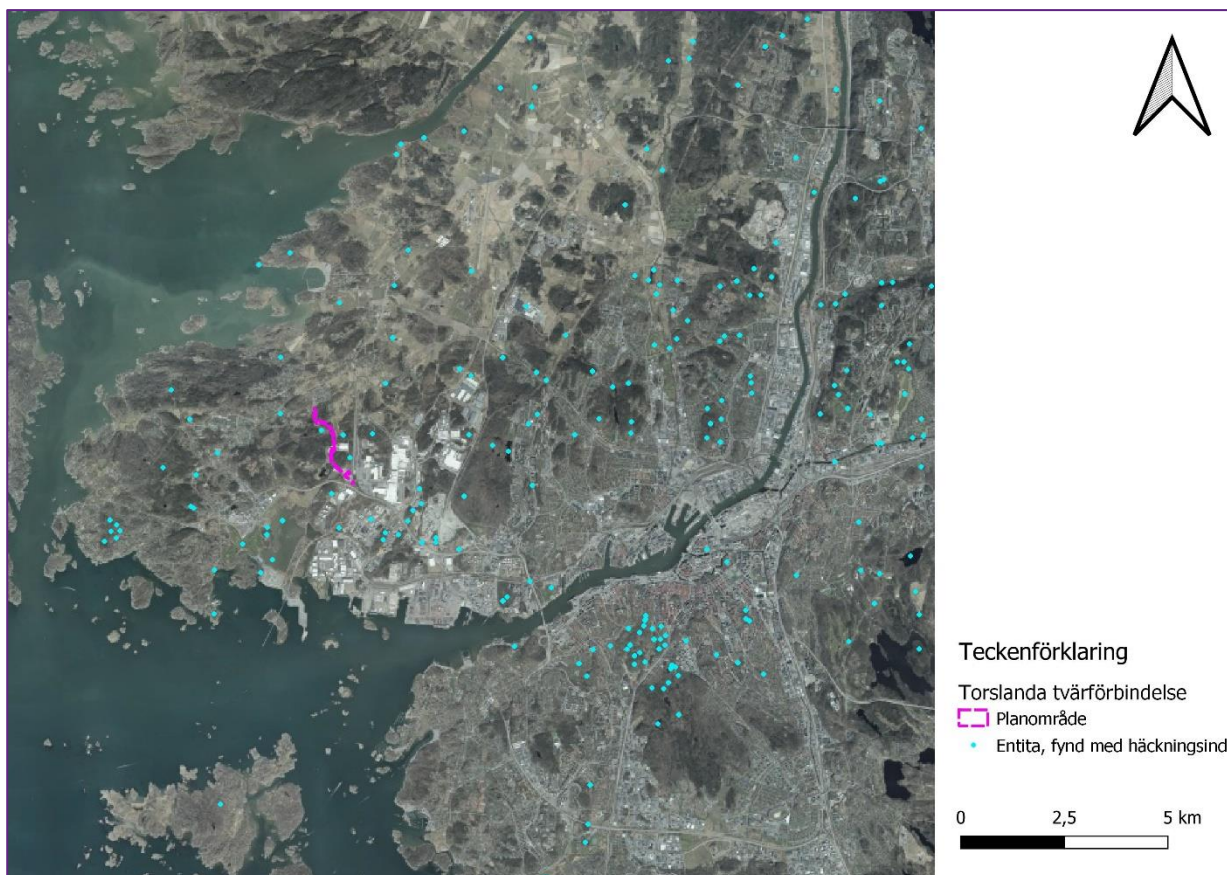 Teckenförklaring
Torslanda tvärförbindelse
Planområde
Entita, fynd med häckningsind
0 2,5 5 km